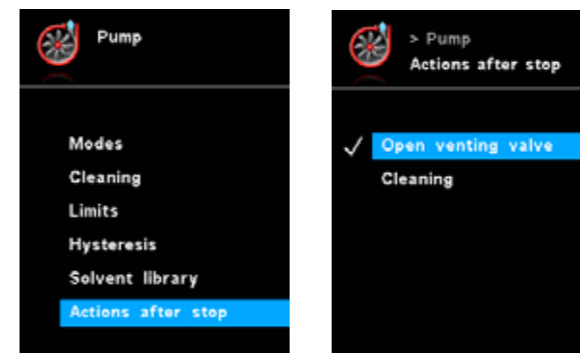 Pump
Modes
Cleaning
Limits
Hysteresis
Solvent library
Actions after stop
> Pump
Actions after stop
Open venting valve
Cleaning